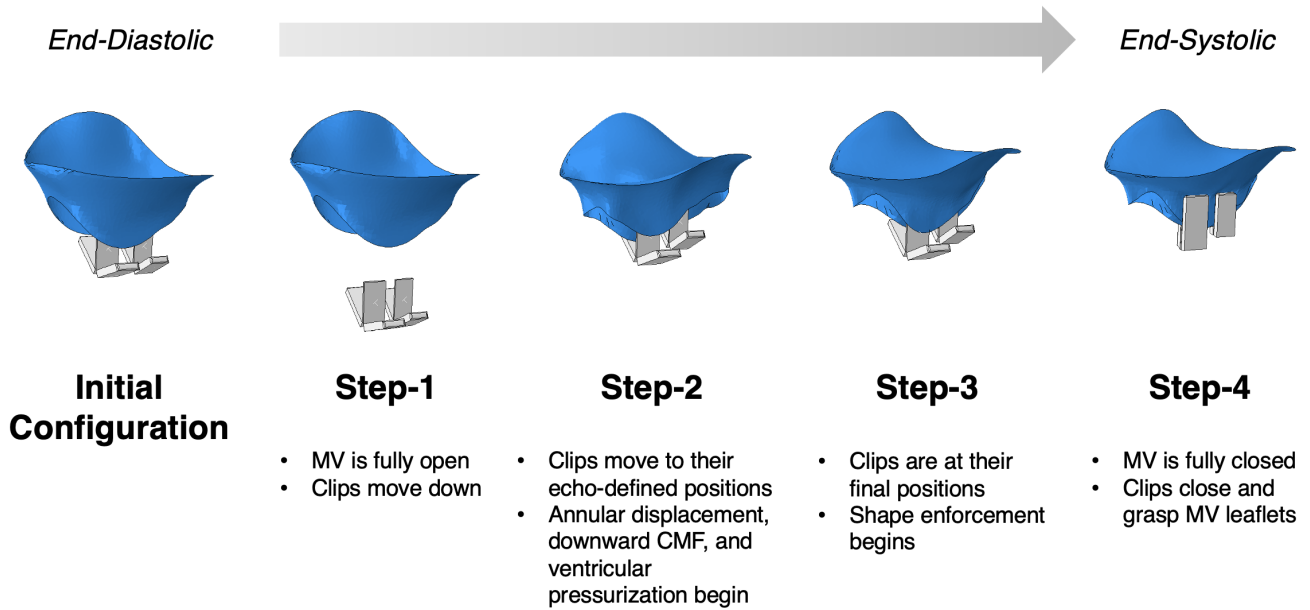 End-Diastolic
End-Systolic
Initial
Configuration
Step-1
• MV is fully open
• Clips move down
Step-2
• Clips move to their
echo-defined positions
• Annular displacement,
downward CMF, and
ventricular
pressurization begin
Step-3
• Clips are at their
final positions
• Shape enforcement
begins
Step-4
• MV is fully closed
• Clips close and
grasp MV leaflets